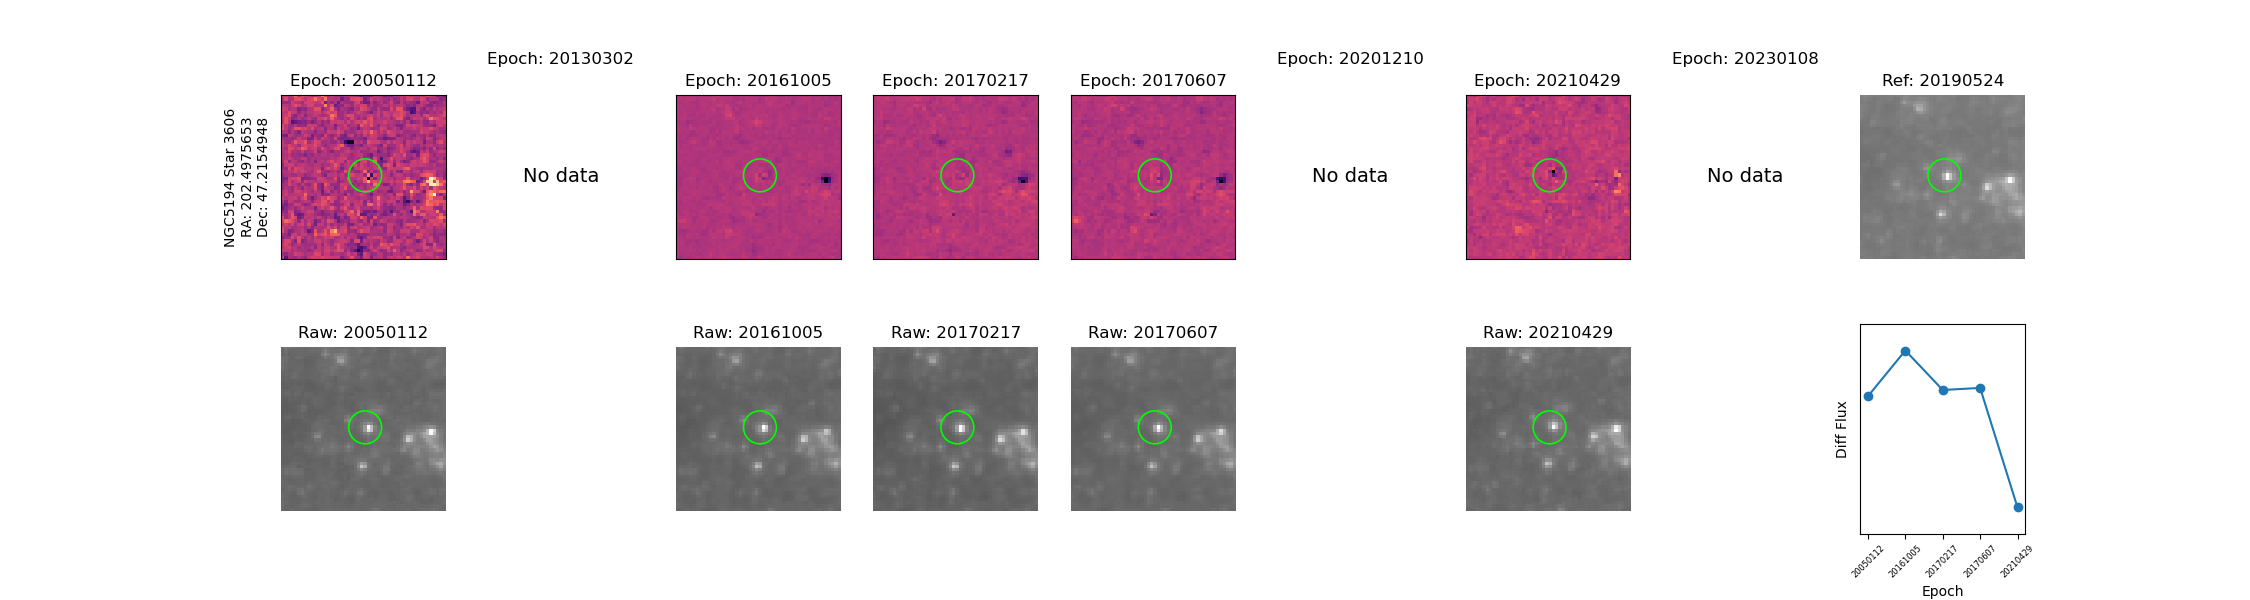 Epoch: 20130302
Epoch: 20201210
Epoch: 20230108
Epoch: 20050112
Epoch: 20161005
Epoch: 20170217
Epoch: 20170607
Epoch: 20210429
Ref: 20190524
NGC5194 Star 3606
RA: 202.4975653
Dec: 47.2154948
No data
No data
No data
Raw: 20050112
Raw: 20161005
Raw: 20170217
Raw: 20170607
Raw: 20210429
Diff Flux
20050112
20161005
20170217
20170607
20210429
Epoch